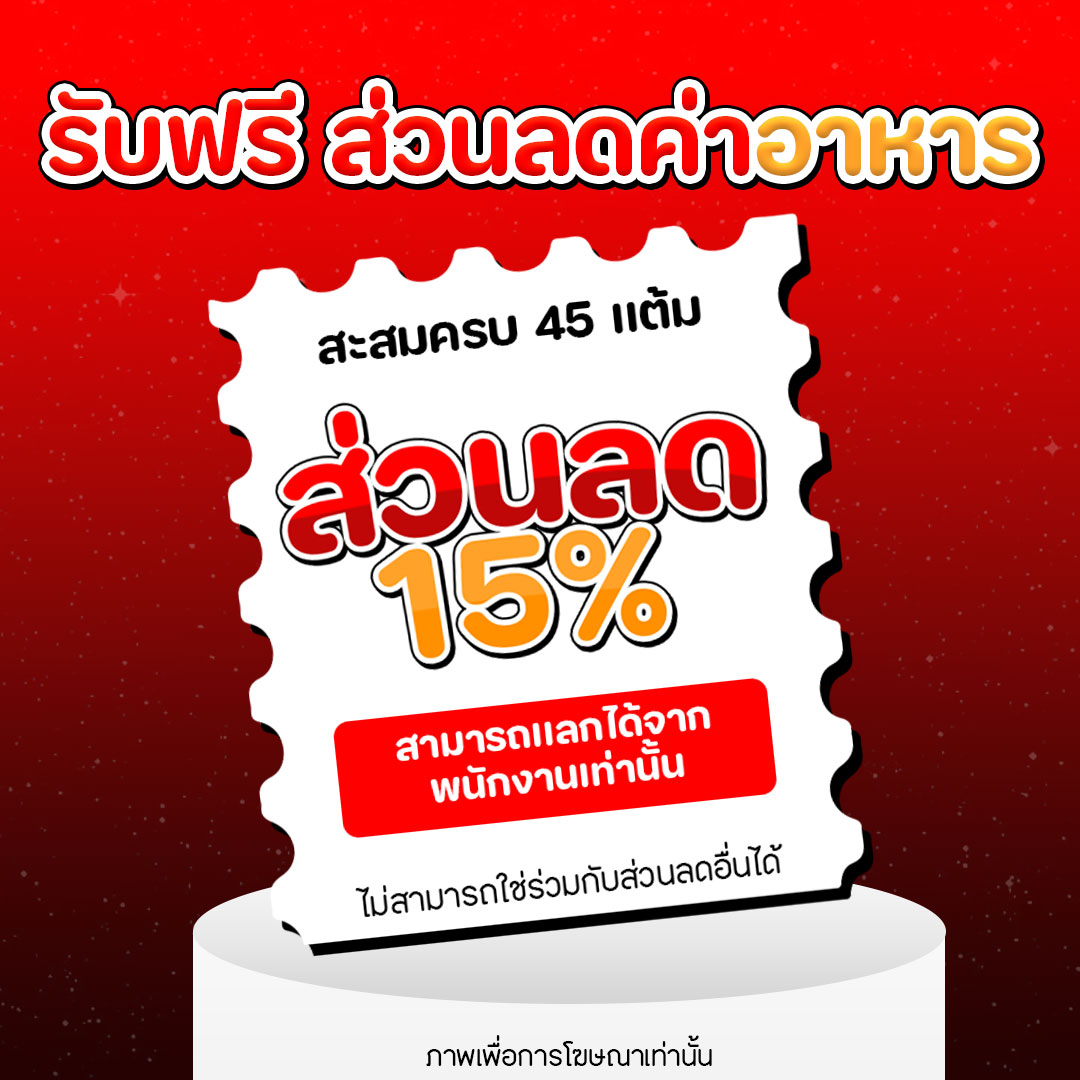 รับฟรี ส่วนลดค่าอาหาร
สะสมครบ 45 แต้ม
ส่วนลด
15%
สามารถแลกได้จาก
พนักงานเท่านั้น
ไม่สามารถใช่ร่วมกับส่วนลดอื่นได้
ภาพเพื่อการโฆษณาเท่านั้น